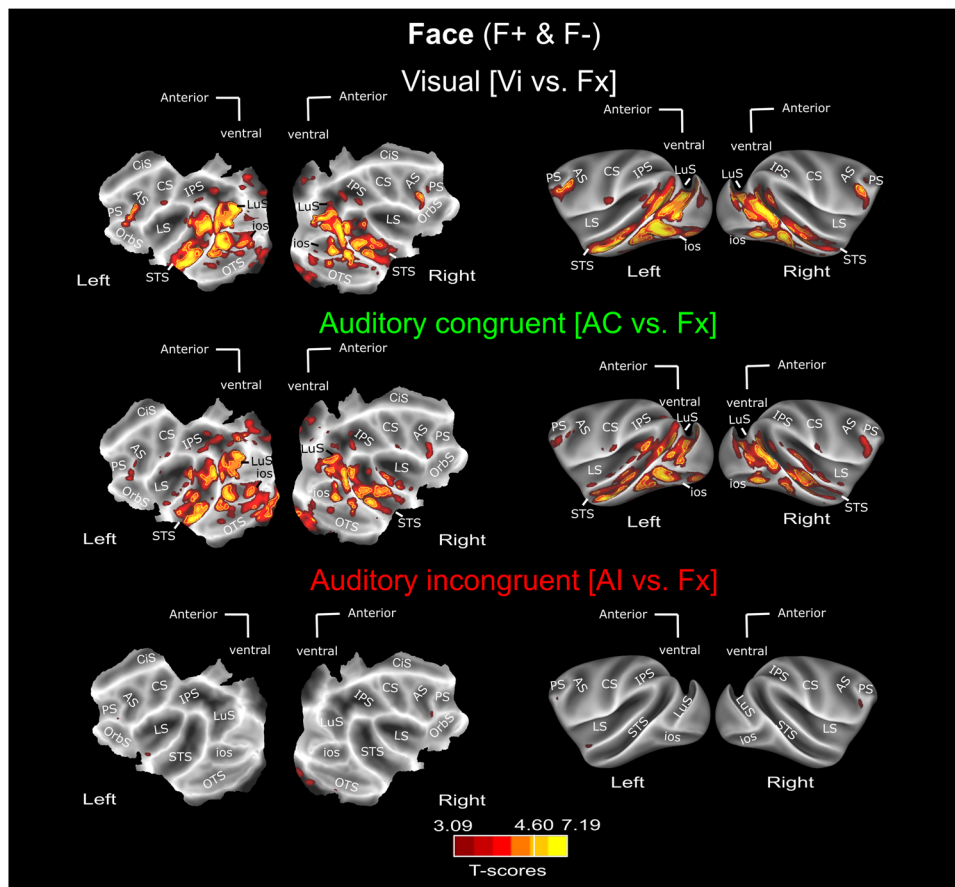 Face (F+ & F-)
Visual [Vi vs. Fx]
Anterior Anterior Anterior Anterior
ventral ventral ventral ventral
CiS CiS
AS CS IPS LuS LuS IPS CS AS PS
PS LS ios LS OrbS
OrbS ios
STS OTS OTS STS
PS AS CS IPS LuS LuS IPS CS AS PS
LS ios ios LS
STS STS
Left Right Left Right
Auditory congruent [AC vs. Fx]
Anterior Anterior Anterior Anterior
ventral ventral ventral ventral
CiS CiS
AS CS IPS LuS LuS IPS CS AS PS
PS LS ios LS OrbS
OrbS ios
STS OTS OTS STS
PS AS CS IPS LuS LuS IPS CS AS PS
LS ios ios LS
STS STS
Left Right Left Right
Auditory incongruent [AI vs. Fx]
Anterior Anterior Anterior Anterior
ventral ventral ventral ventral
CiS CiS
AS CS IPS IPS CS AS PS
PS LS LuS LuS LS OrbS
OrbS STS ios ios STS
OTS OTS
PS AS CS IPS IPS CS AS PS
LS STS LuS LuS STS LS
ios ios
Left Right Left Right
3.09 4.60 7.19
T-scores